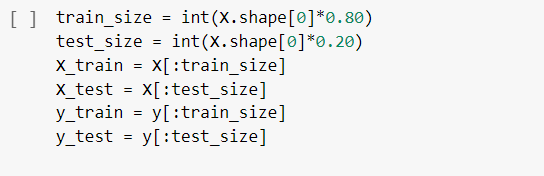 [ ] train_size = int(X.shape[0]*0.80)
test_size = int(X.shape[0]*0.20)
X_train = X[:train_size]
X_test = X[:test_size]
y_train = y[:train_size]
y_test = y[:test_size]